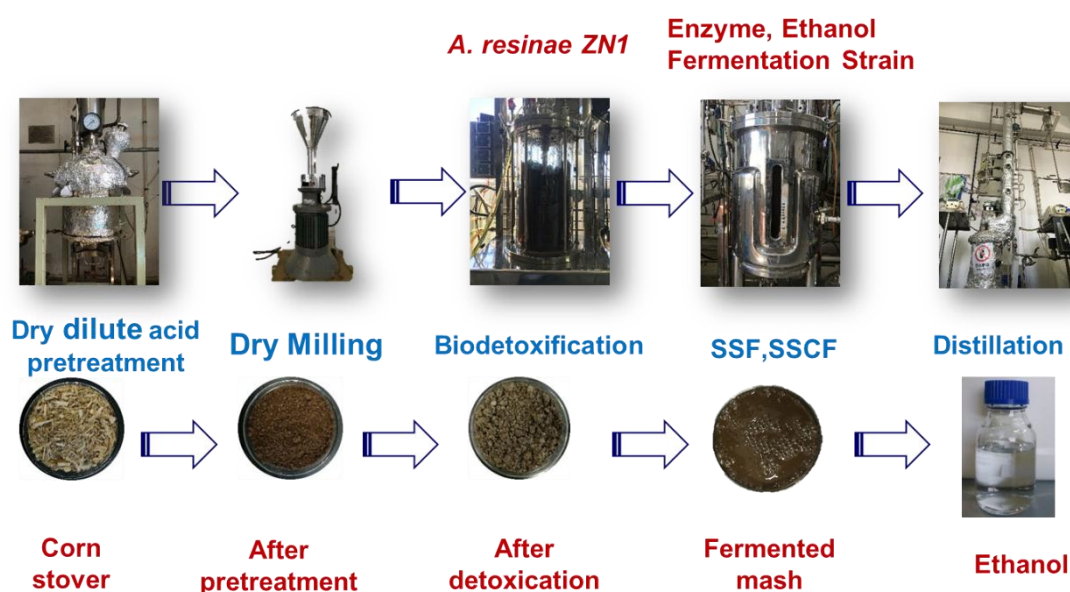 A. resinae ZN1
Enzyme, Ethanol
Fermentation Strain
Dry dilute acid
pretreatment
Dry Milling
Biodetoxification
SSF,SSCF
Distillation
Corn
stover
After
pretreatment
After
detoxication
Fermented
mash
Ethanol